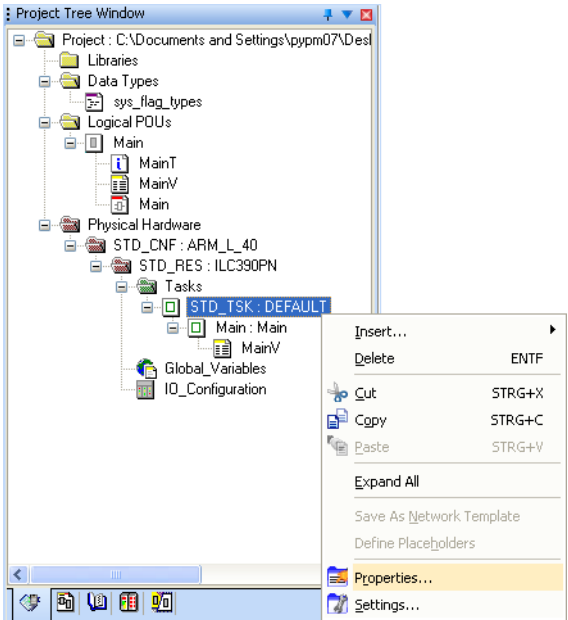 Project Tree Window
Project : C:\Documents and Settings\pypm07\Desl
Libraries
Data Types
sys_flag_types
Logical POUs
Main
MainT
MainV
Main
Physical Hardware
STD_CNF : ARM_L_40
STD_RES : ILC390PN
Tasks
STD_TSK : DEFAULT
Main : Main
MainV
Global_Variables
IO_Configuration
Insert...
Delete ENTF
Cut STRG+X
Copy STRG+C
Paste STRG+V
Expand All
Save As Network Template
Define Placeholders
Properties...
Settings...